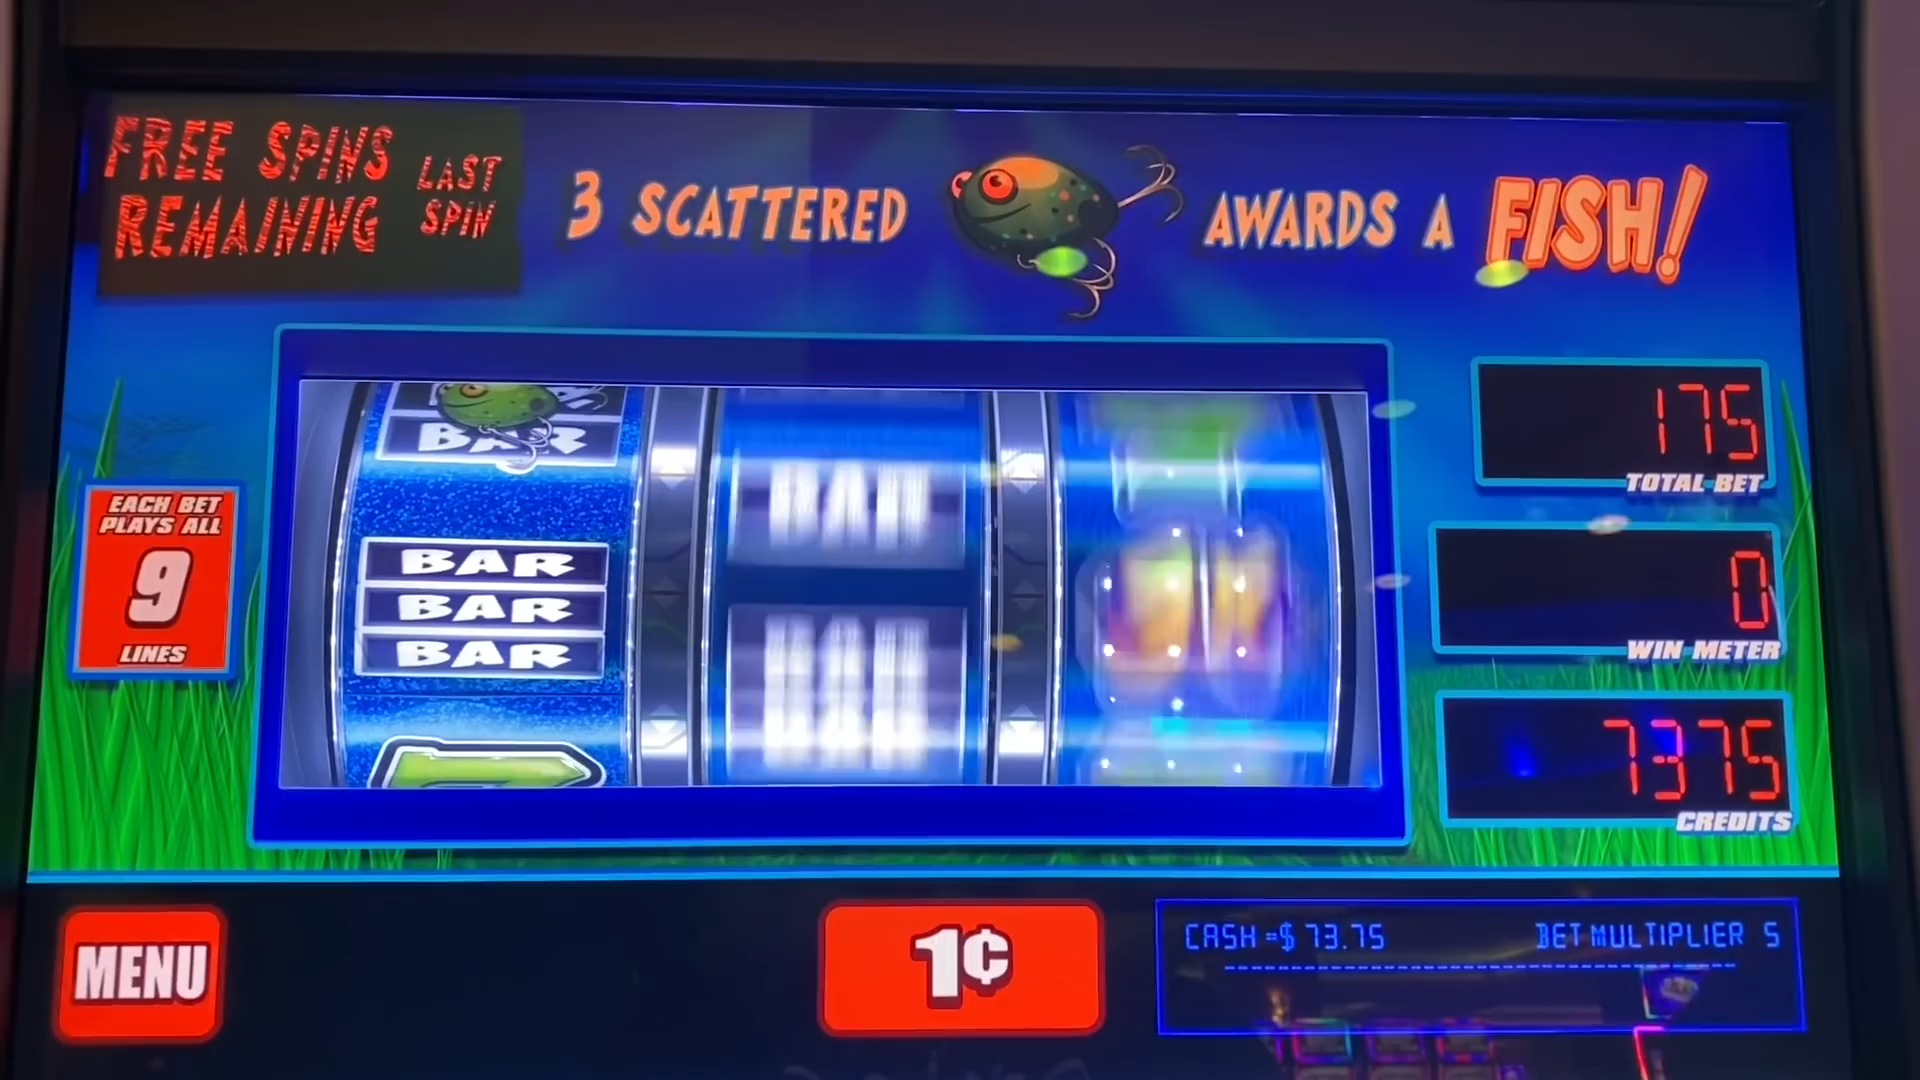 FREE SPINS
REMAINING
LAST
SPIN
3 SCATTERED
AWARDS A
FISH!
EACH BET
PLAYS ALL
9
LINES
BAR
BAR
BAR
BAR
BAR
175
TOTAL BET
0
WIN METER
7375
CREDITS
MENU
1¢
CASH =$ 73.75
BET MULTIPLIER 5